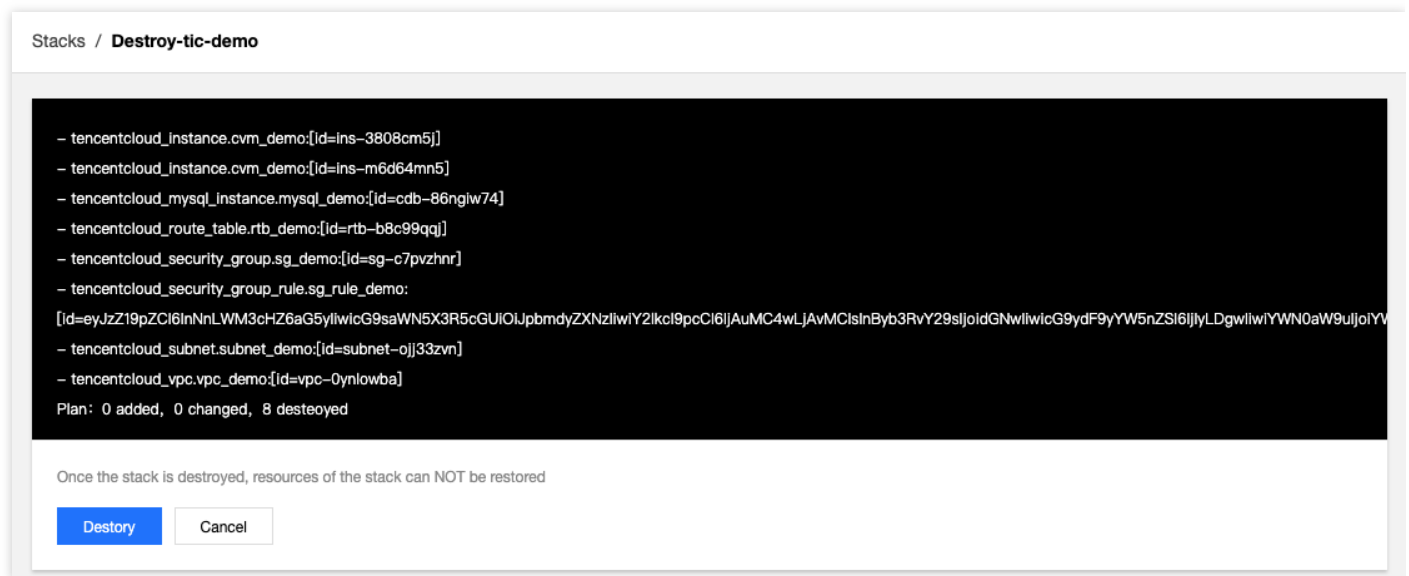 Stacks / Destroy-tic-demo
– tencentcloud_instance.cvm_demo:[id=ins-3808cm5j]
– tencentcloud_instance.cvm_demo:[id=ins-m6d64mn5]
– tencentcloud_mysql_instance.mysql_demo:[id=cdb-86ngiw74]
– tencentcloud_route_table.rtb_demo:[id=rtb-b8c99qqj]
– tencentcloud_security_group.sg_demo:[id=sg-c7pvzhnr]
– tencentcloud_security_group_rule.sg_rule_demo:
[id=eyJzZ19pZCI6InNnLWM3cHZ6aG5yIiwicG9saWN5X3R5cGUiOiJpbmdyZXNzIiwiY2lkcl9pcCI6IjAuMC4wLjAvMCIsInByb3RvY29sIjoidGNwIiwicG9ydF9yYW5nZSI6IjIyLDgwIiwiYWN0aW9uIjoiYW
– tencentcloud_subnet.subnet_demo:[id=subnet-ojj33zvn]
– tencentcloud_vpc.vpc_demo:[id=vpc-0ynlowba]
Plan：0 added，0 changed，8 desteoyed
Once the stack is destroyed, resources of the stack can NOT be restored
Destory Cancel